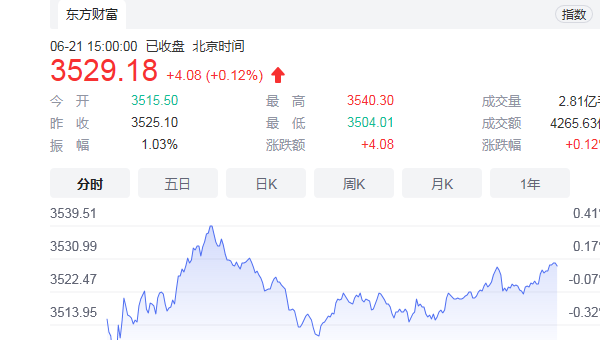 东方财富 指数
06-21 15:00:00 已收盘 北京时间
3529.18 +4.08 (+0.12%)
今 开 3515.50 最 高 3540.30 成交量 2.81亿
昨 收 3525.10 最 低 3504.01 成交额 4265.63
振 幅 1.03% 涨跌额 +4.08 涨跌幅 +0.12
分时 五日 日K 周K 月K 1年
3539.51 0.41%
3530.99 0.17%
3522.47 -0.07%
3513.95 -0.32%